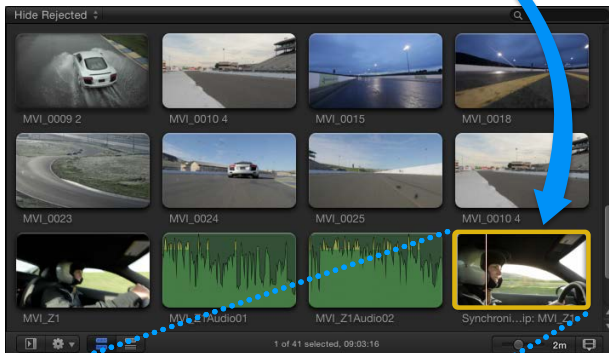 Hide Rejected
MVI_0009 2
MVI_0010 4
MVI_0015
MVI_0018
MVI_0023
MVI_0024
MVI_0025
MVI_0010 4
MVI_Z1
MVI_Z1Audio01
MVI_Z1Audio02
Synchroni...ip: MVI_Z1
1 of 41 selected, 09:03:16
2m